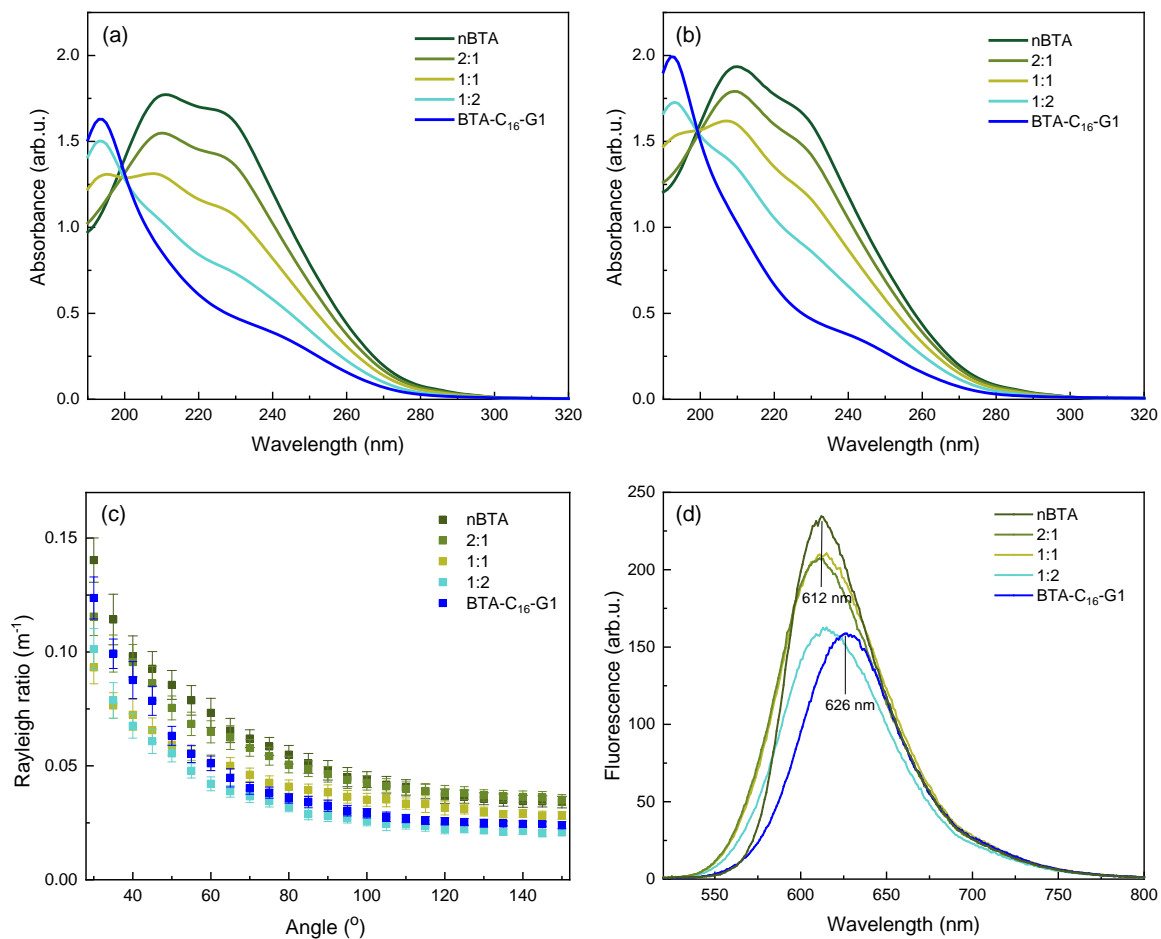 (a)
nBTA
2:1
1:1
1:2
BTA-C₁₆-G1
2.0
1.5
1.0
0.5
0.0
Absorbance (arb.u.)
200 220 240 260 280 300 320
Wavelength (nm)
(b)
nBTA
2:1
1:1
1:2
BTA-C₁₆-G1
2.0
1.5
1.0
0.5
0.0
Absorbance (arb.u.)
200 220 240 260 280 300 320
Wavelength (nm)
(c)
nBTA
2:1
1:1
1:2
BTA-C₁₆-G1
0.15
0.10
0.05
0.00
Rayleigh ratio (m⁻¹)
40 60 80 100 120 140
Angle (°)
(d)
nBTA
2:1
1:1
1:2
BTA-C₁₆-G1
612 nm
626 nm
250
200
150
100
50
0
Fluorescence (arb.u.)
550 600 650 700 750 800
Wavelength (nm)